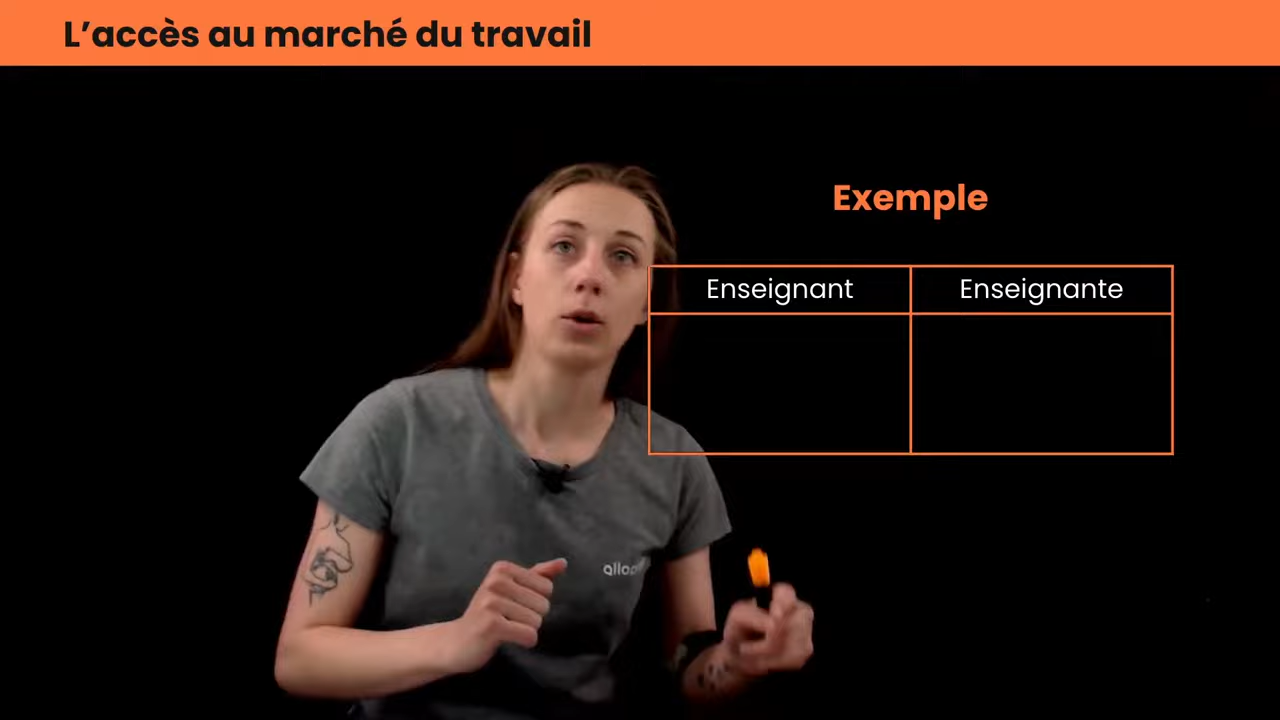 L’accès au marché du travail
Exemple
Enseignant Enseignante